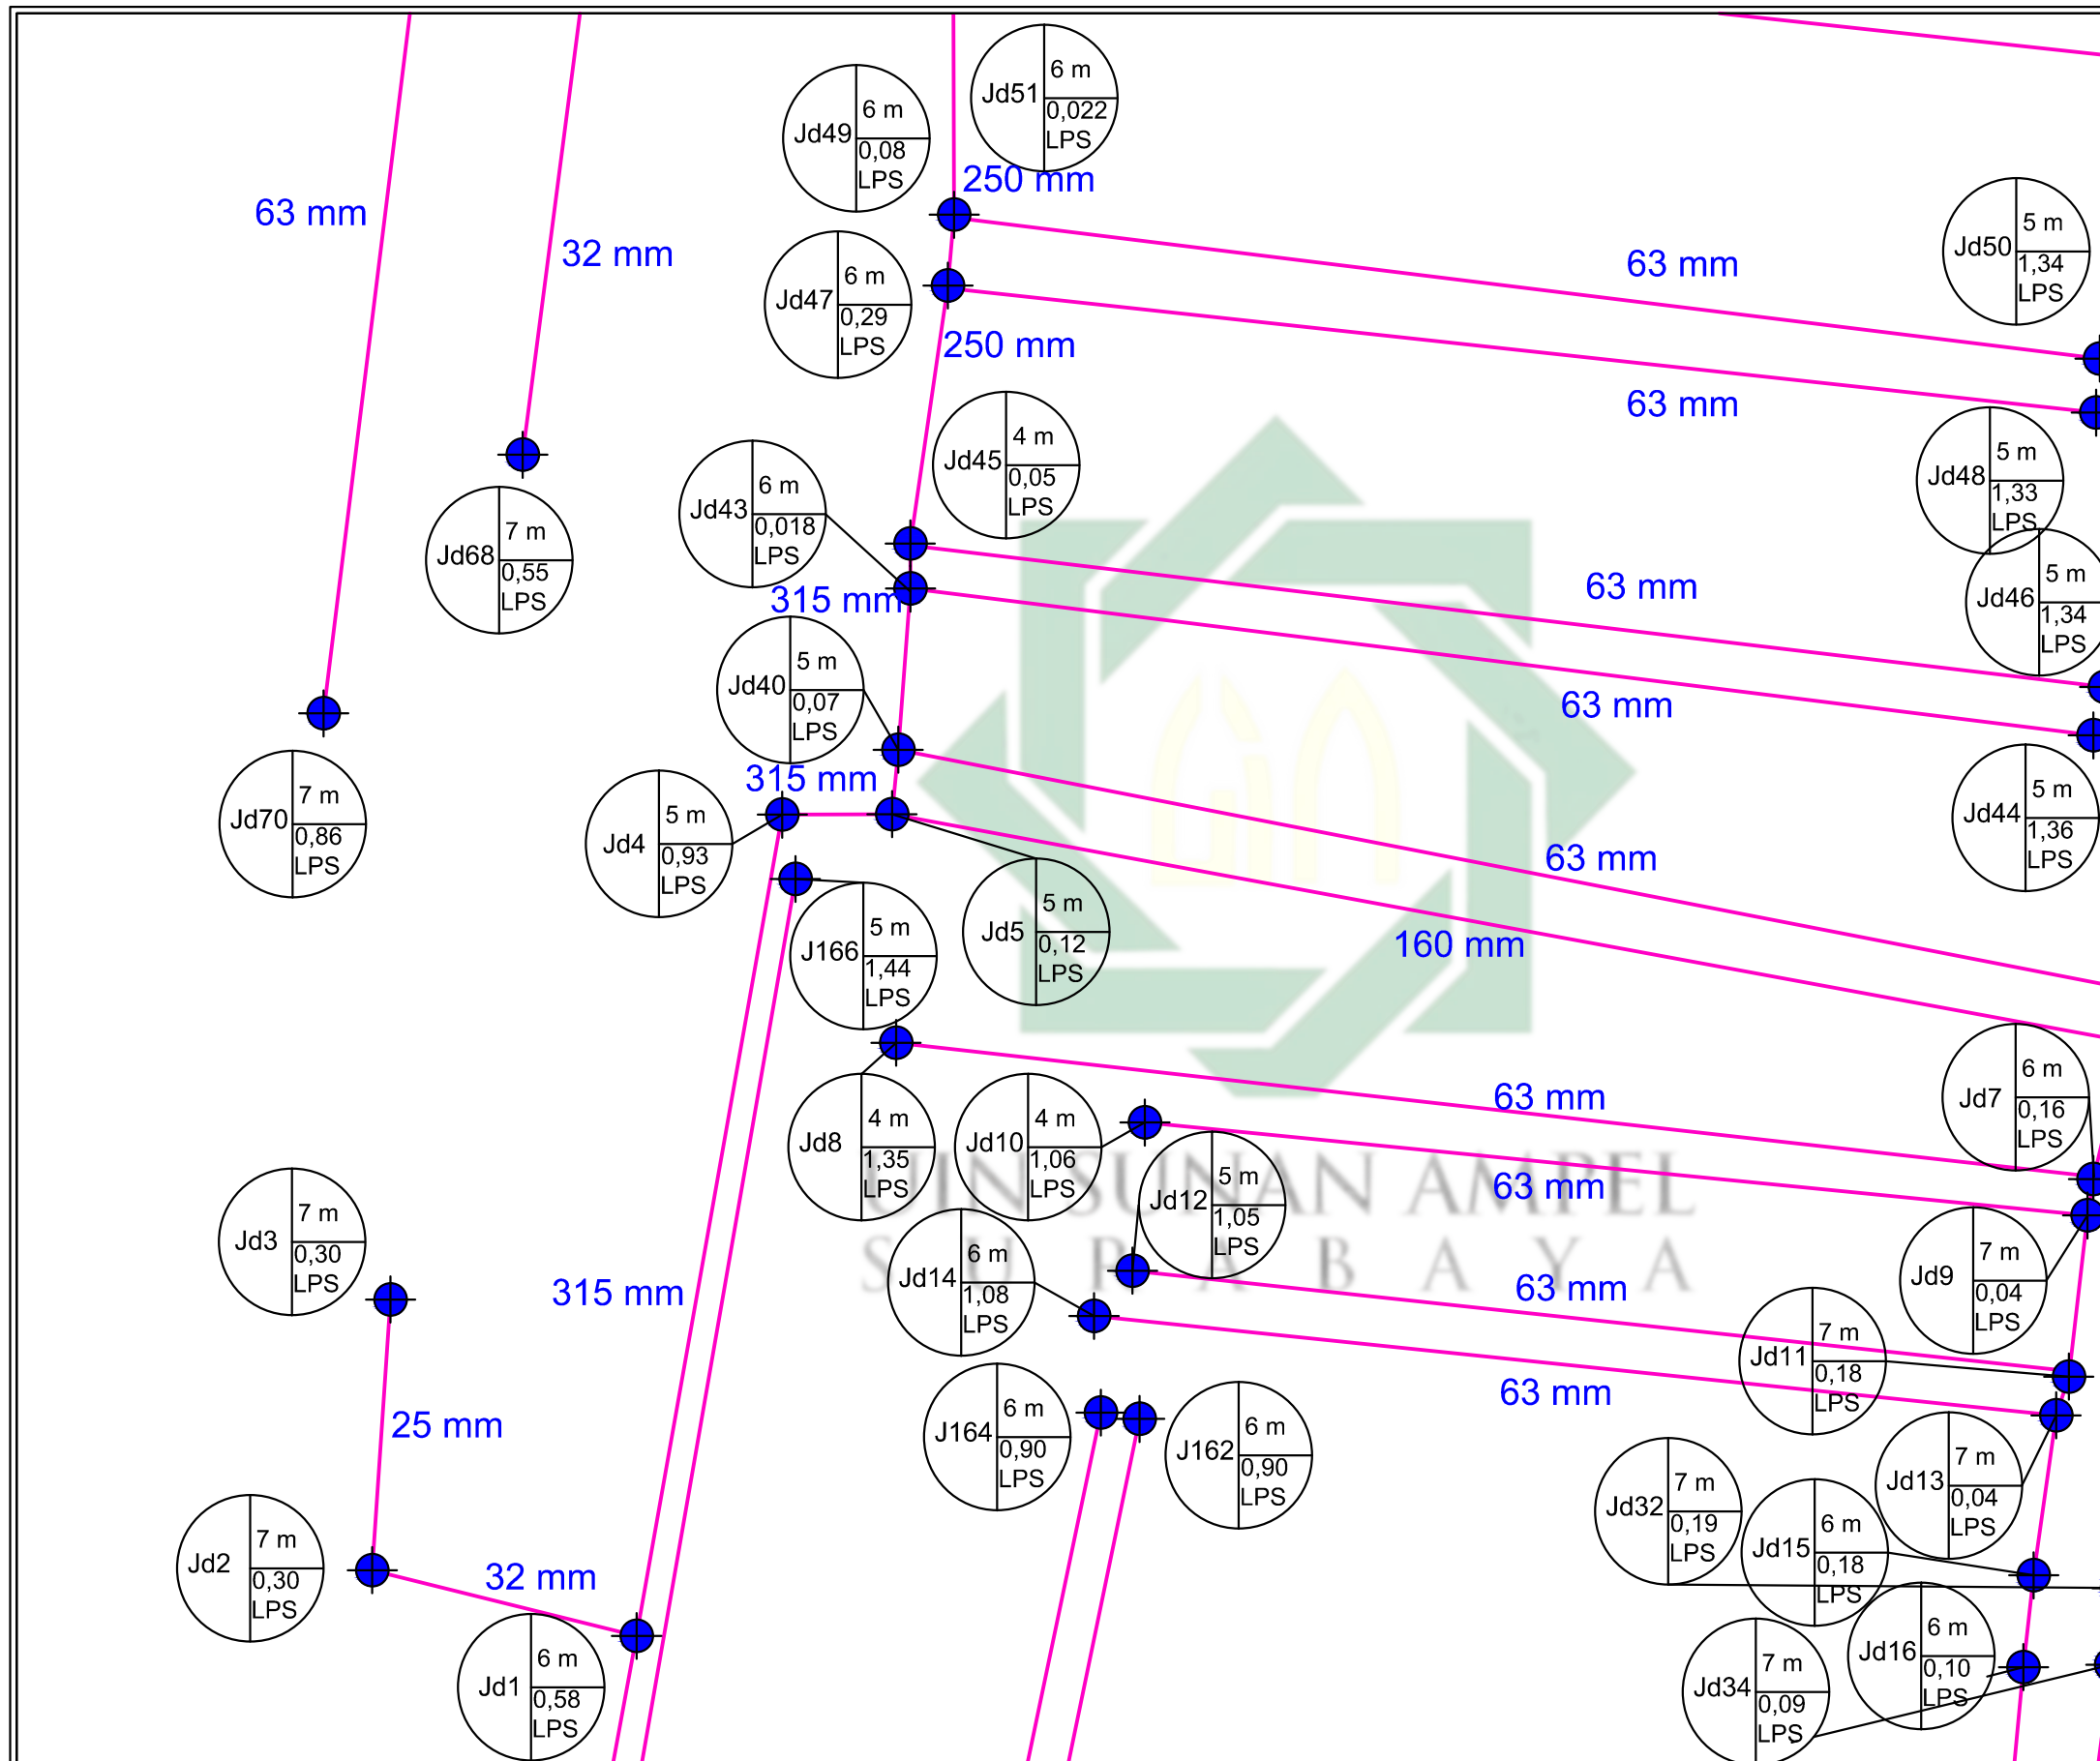 Jd51
6 m
0,022
LPS
Jd49
6 m
0,08
LPS
250 mm
63 mm
32 mm
63 mm
Jd50
5 m
1,34
LPS
Jd47
6 m
0,29
LPS
250 mm
63 mm
Jd45
4 m
0,05
LPS
Jd48
5 m
1,33
LPS
Jd43
6 m
0,018
LPS
Jd68
7 m
0,55
LPS
315 mm
63 mm
Jd46
5 m
1,34
LPS
Jd40
5 m
0,07
LPS
63 mm
315 mm
Jd70
7 m
0,86
LPS
Jd4
5 m
0,93
LPS
Jd44
5 m
1,36
LPS
63 mm
J166
5 m
1,44
LPS
Jd5
5 m
0,12
LPS
160 mm
63 mm
Jd7
6 m
0,16
LPS
Jd8
4 m
1,35
LPS
Jd10
4 m
1,06
LPS
UIN SUNAN AMPEL
S U R A B A Y A
63 mm
Jd12
5 m
1,05
LPS
Jd3
7 m
0,30
LPS
Jd14
6 m
1,08
LPS
63 mm
Jd9
7 m
0,04
LPS
315 mm
Jd11
7 m
0,18
LPS
63 mm
25 mm
J164
6 m
0,90
LPS
J162
6 m
0,90
LPS
Jd13
7 m
0,04
LPS
Jd32
7 m
0,19
LPS
Jd15
6 m
0,18
LPS
Jd2
7 m
0,30
LPS
32 mm
Jd1
6 m
0,58
LPS
Jd16
6 m
0,10
LPS
Jd34
7 m
0,09
LPS